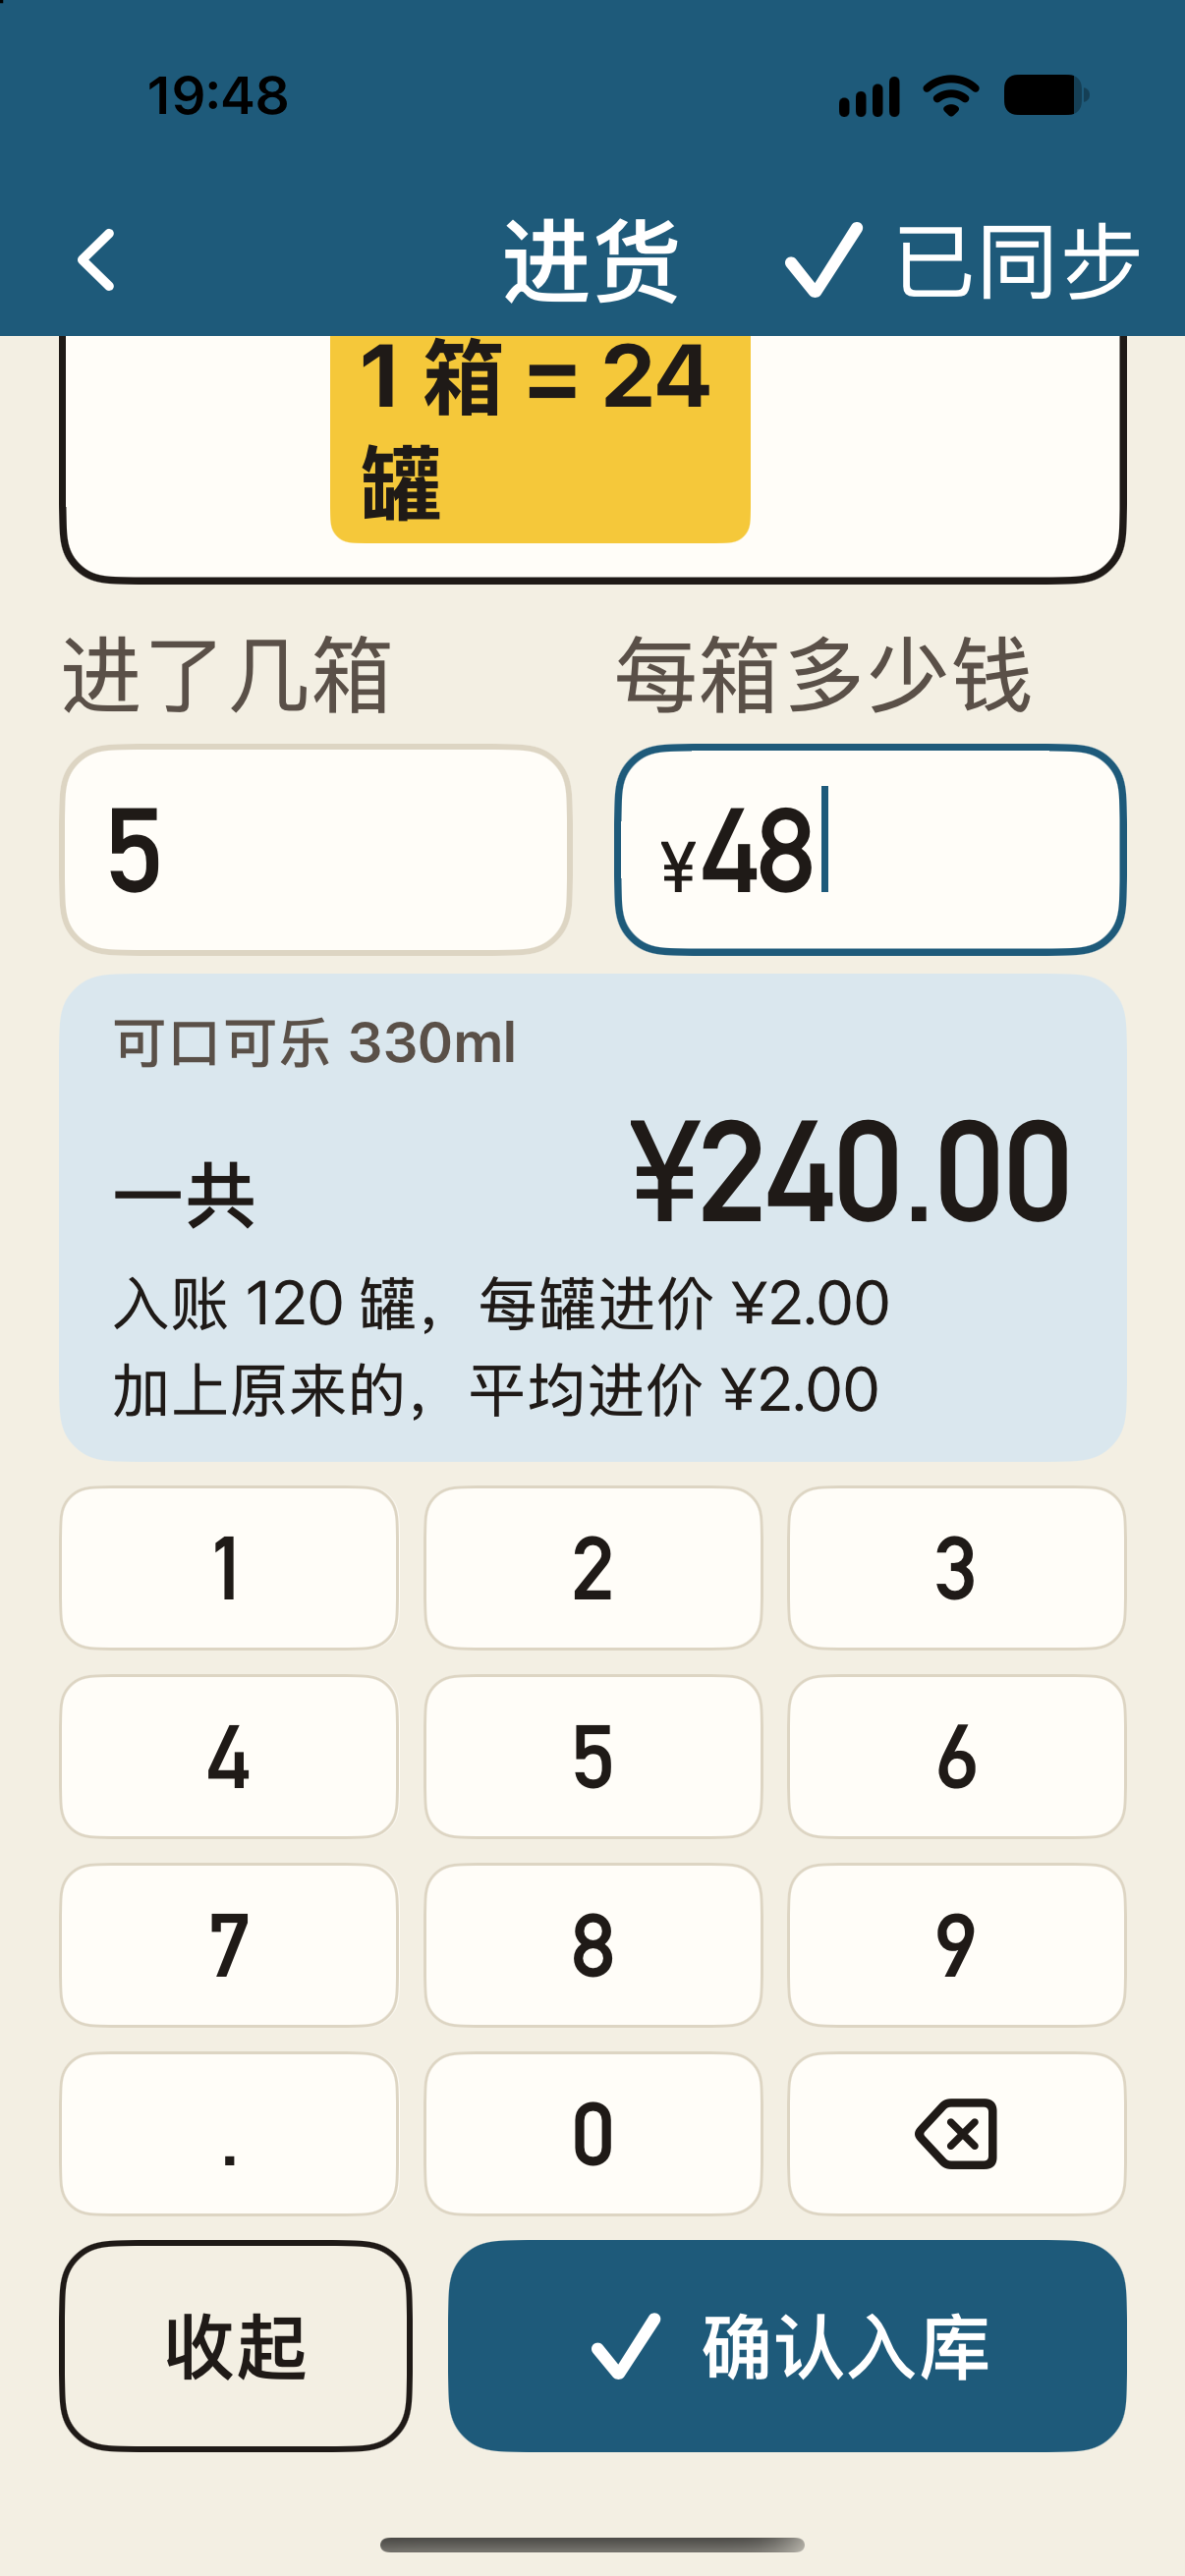 19:48
进货
已同步
1 箱 = 24
罐
进了几箱
每箱多少钱
5
¥48
可可可乐 330ml
一共
¥240.00
入账 120 罐，每罐进价 ¥2.00
加上原来的，平均进价 ¥2.00
1
2
3
4
5
6
7
8
9
.
0
收起
确认入库